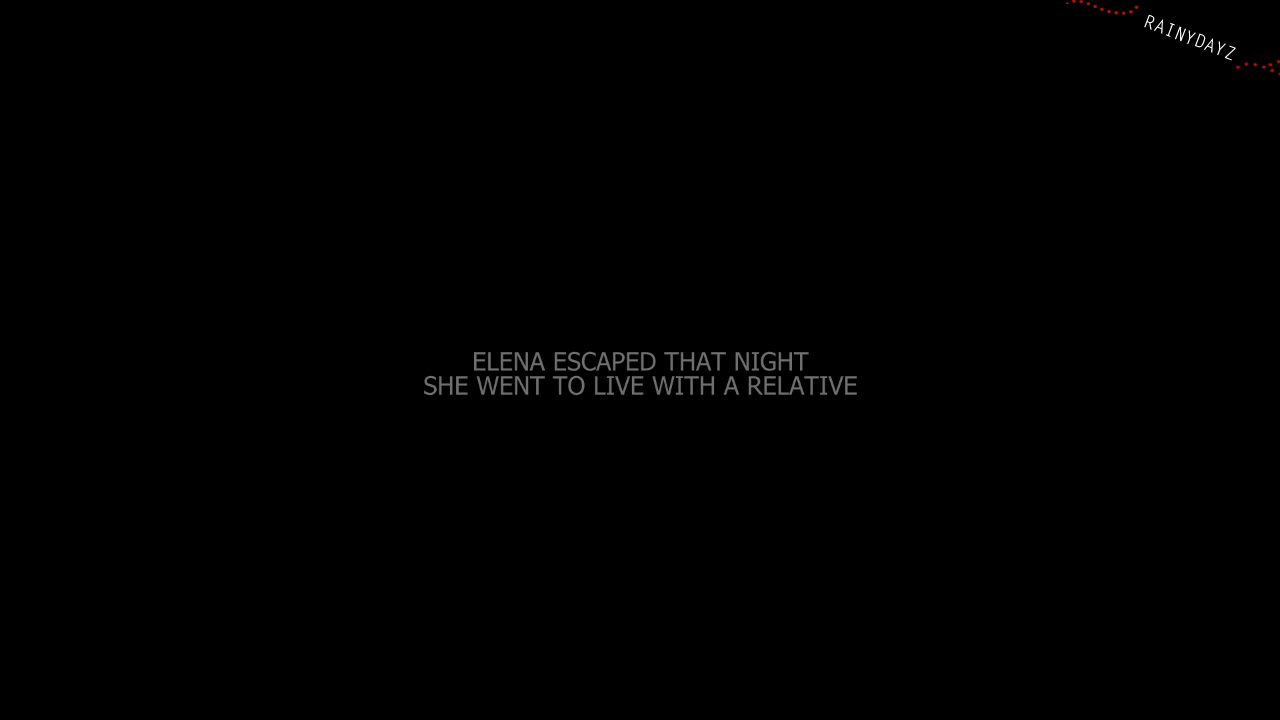 RAINYDAYZ
ELENA ESCAPED THAT NIGHT
SHE WENT TO LIVE WITH A RELATIVE